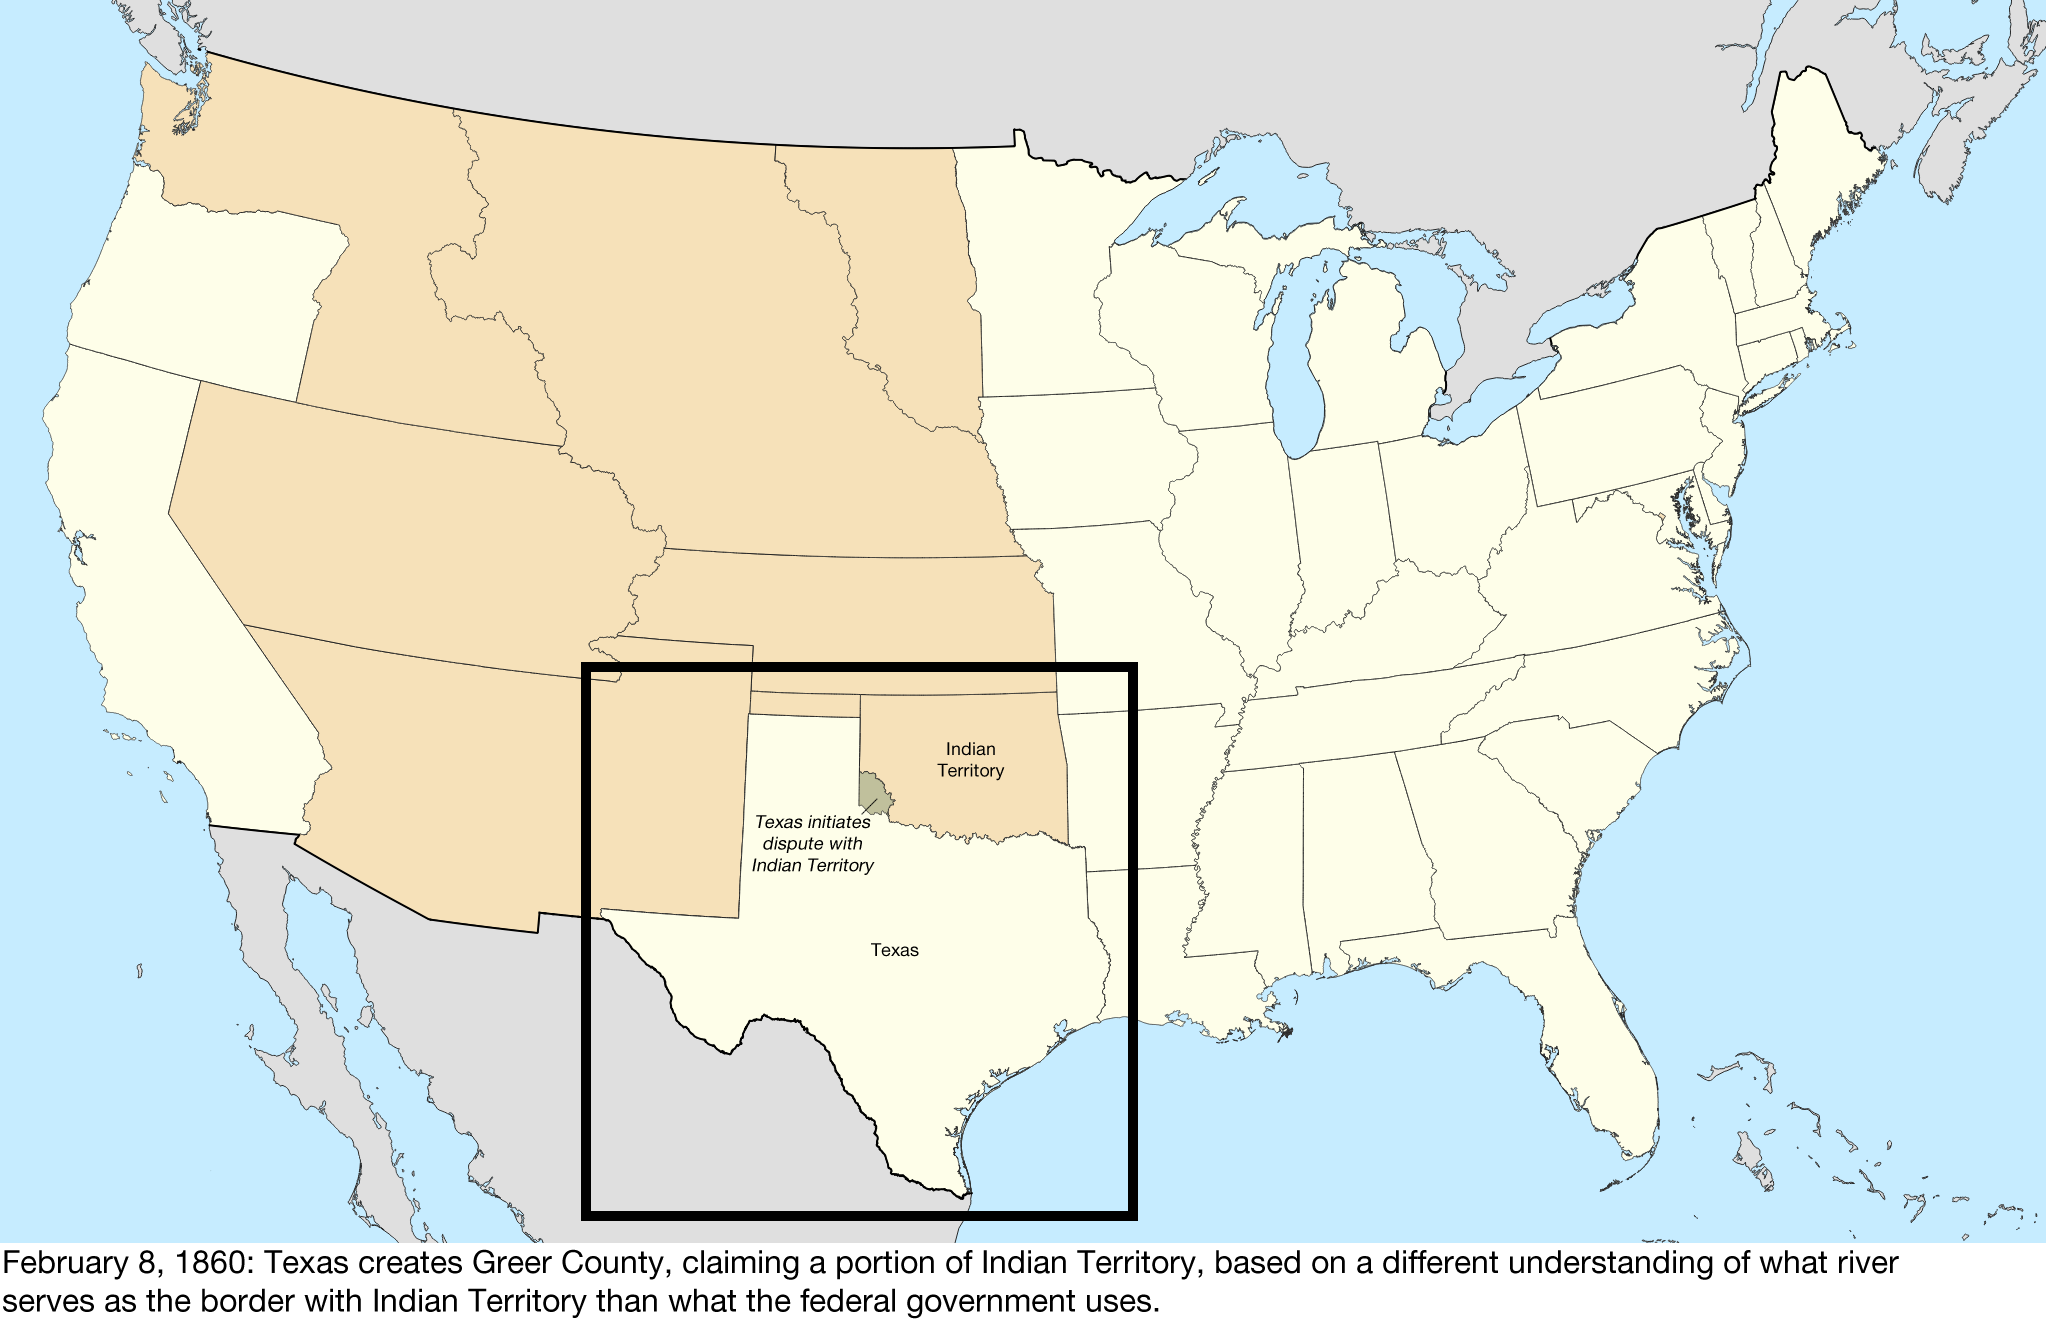 Indian
Territory
Texas initiates
dispute with
Indian Territory
Texas
February 8, 1860: Texas creates Greer County, claiming a portion of Indian Territory, based on a different understanding of what river
serves as the border with Indian Territory than what the federal government uses.